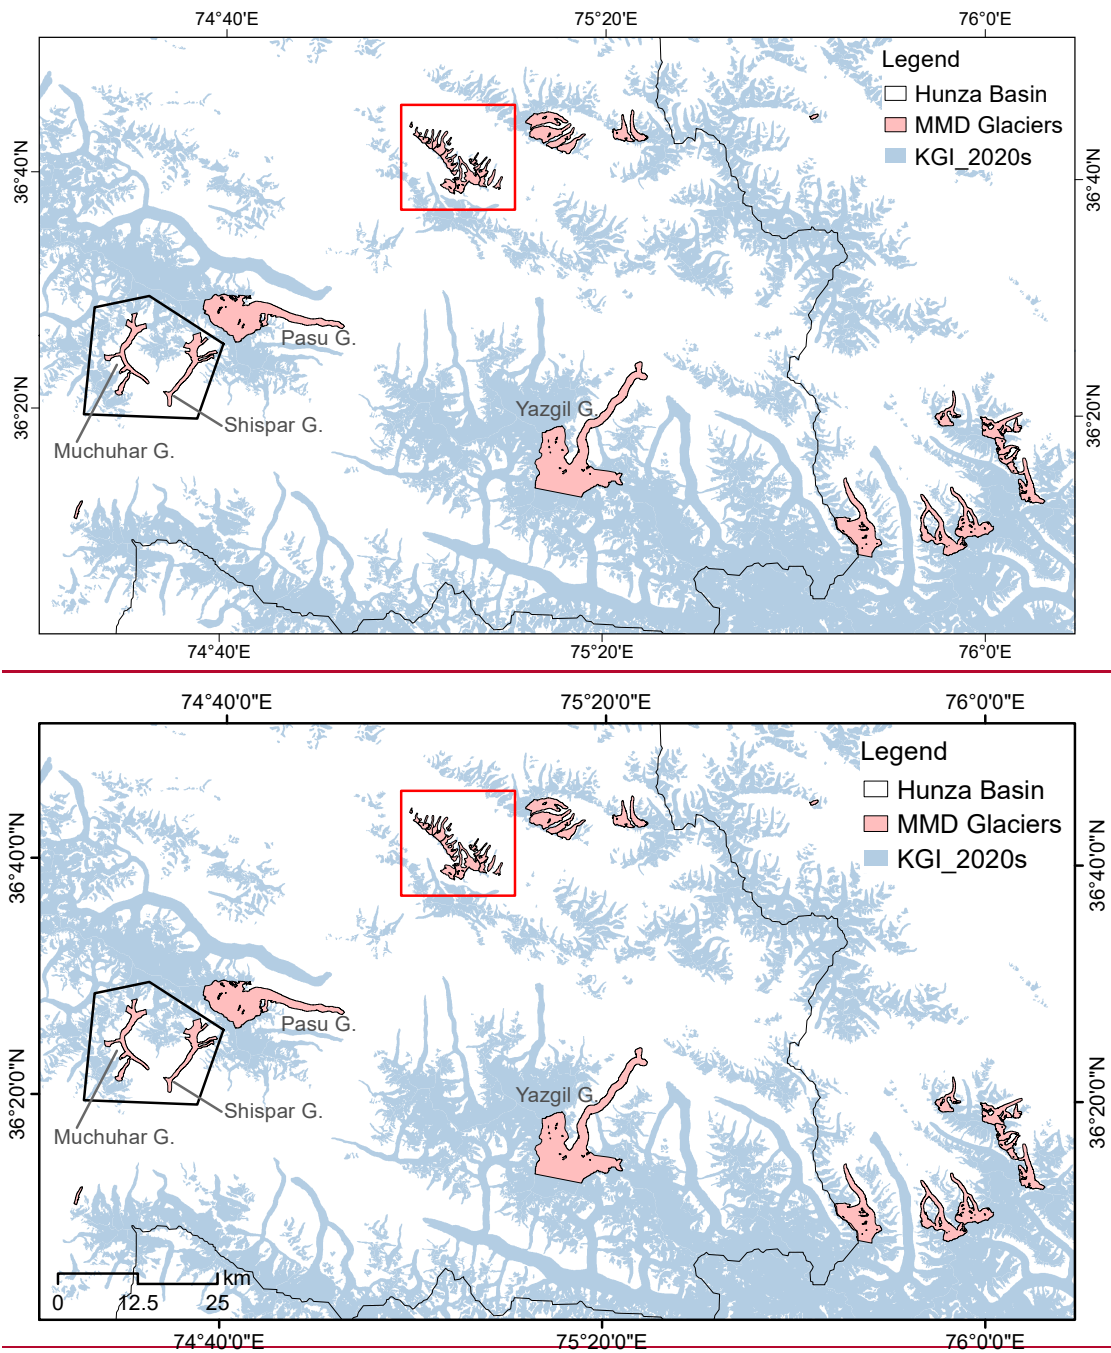 74°40'E 75°20'E 76°0'E
Legend
Hunza Basin
MMD Glaciers
KGI_2020s
36°40'N
36°40'N
Pasu G.
Yazgil G.
36°20'N
36°20'N
Shispar G.
Muchuhar G.
74°40'E 75°20'E 76°0'E
74°40'0"E 75°20'0"E 76°0'0"E
Legend
Hunza Basin
MMD Glaciers
KGI_2020s
36°40'0"N
36°40'0"N
Pasu G.
Yazgil G.
36°20'0"N
36°20'0"N
Shispar G.
Muchuhar G.
km
0 12.5 25
74°40'0"E 75°20'0"E 76°0'0"E